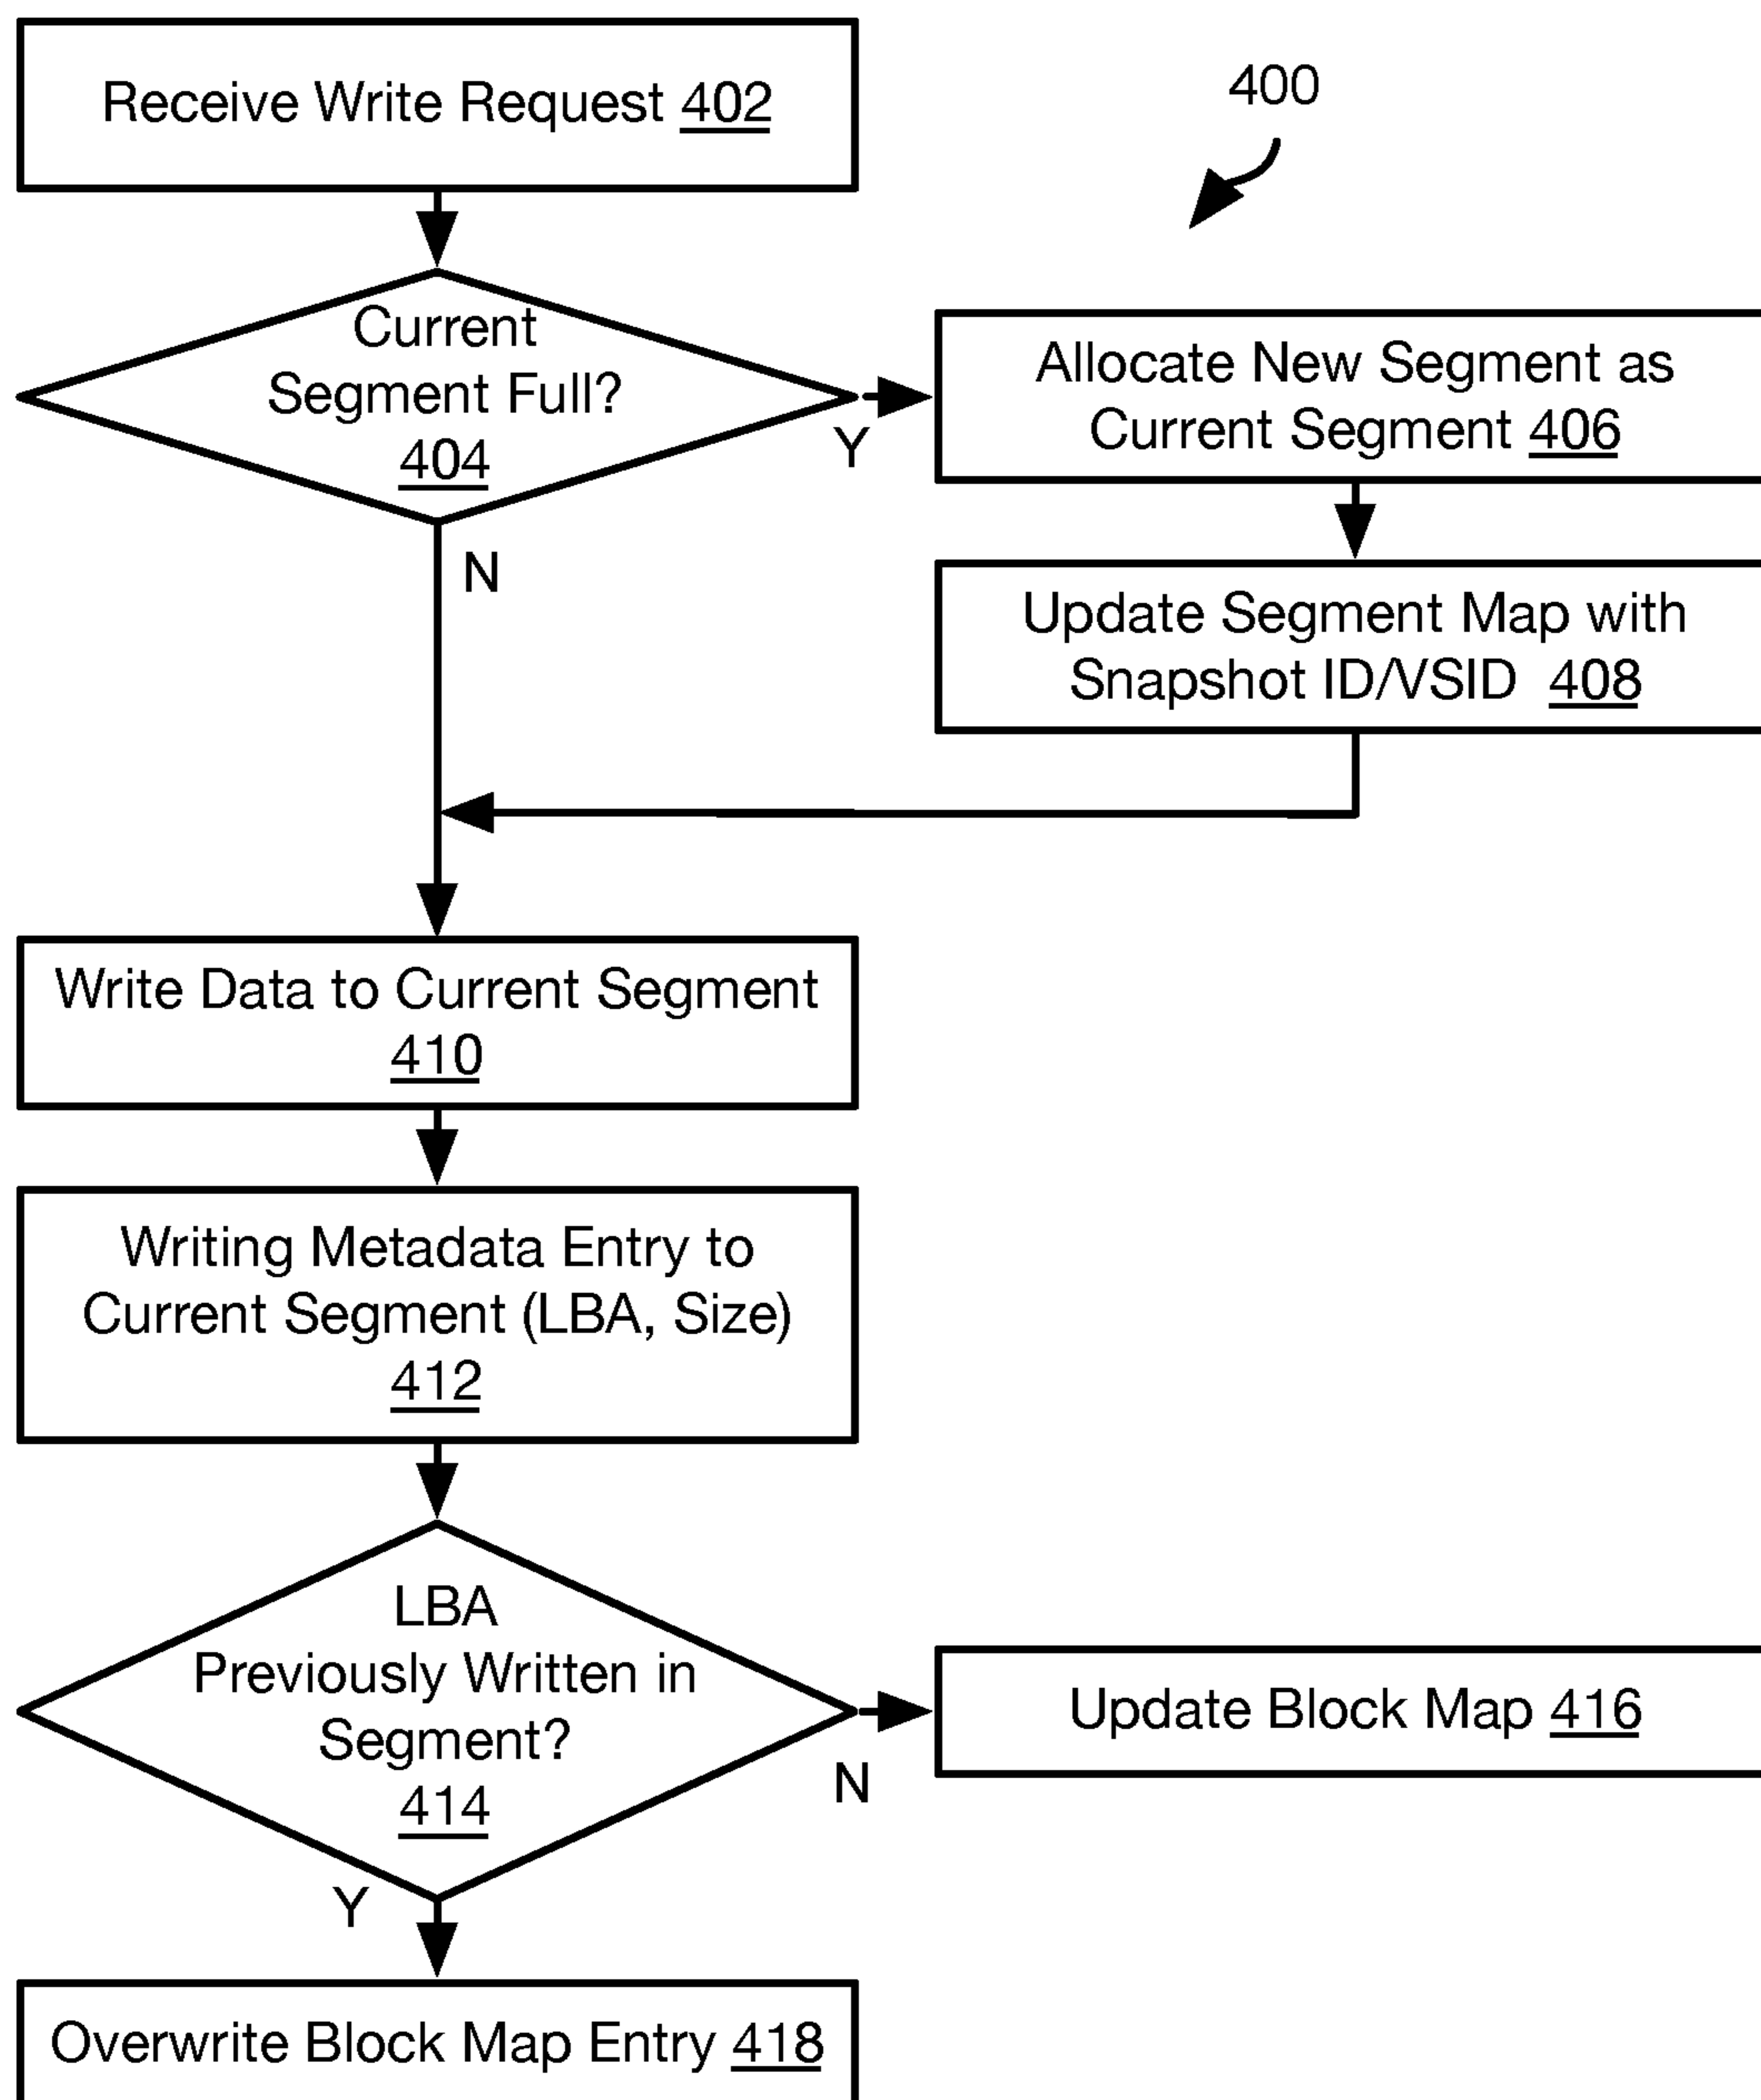 Receive Write Request 402
400
Current
Segment Full?
404
Y
N
Allocate New Segment as
Current Segment 406
Update Segment Map with
Snapshot ID/VSID 408
Write Data to Current Segment
410
Writing Metadata Entry to
Current Segment (LBA, Size)
412
LBA
Previously Written in
Segment?
414
N
Y
Update Block Map 416
Overwrite Block Map Entry 418